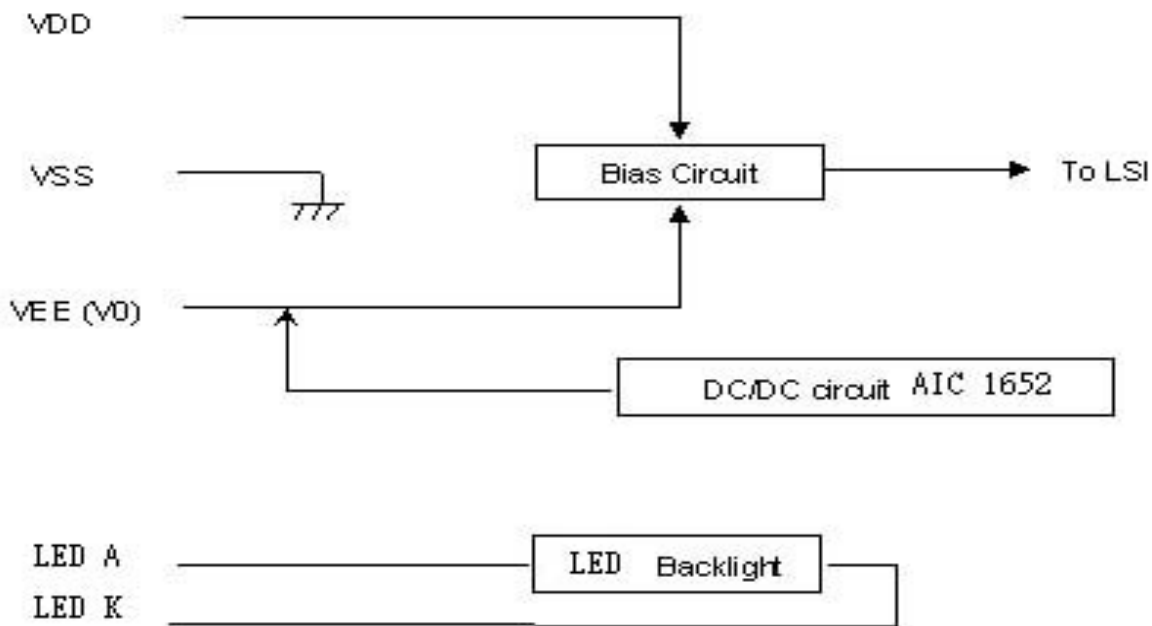 VDD
VSS
Bias Circuit
To LSI
VEE (V0)
DC/DC circuit AIC 1652
LED A
LED Backlight
LED K